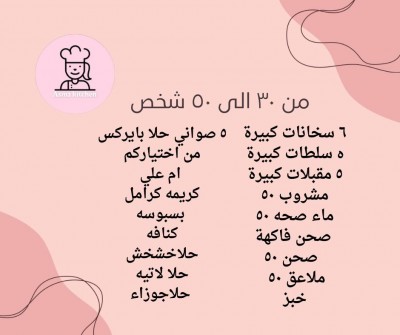 من ٣٠ الى ٥٠ شخص
٦ سخانات كبيرة
٥ سلطات كبيرة
٥ مقبلات كبيرة
مشروب ٥٠
ماء صحه ٥٠
صحن فاكهة
صحن ٥٠
ملاعق ٥٠
خبز
٥ صواني حلا بايركس
من اختياركم
ام علي
كريمه كرامل
بسبوسه
كنافه
حلاخشخش
حلا لاتيه
حلاجوزاء